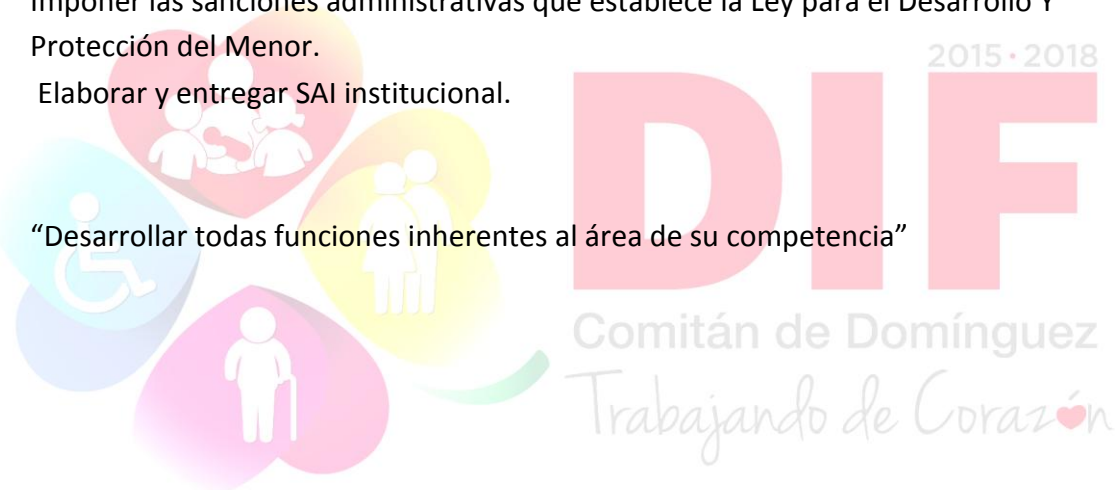 Imponer las sanciones administrativas que establece la Ley para el Desarrollo Y
Protección del Menor.
Elaborar y entregar SAI institucional.
“Desarrollar todas funciones inherentes al área de su competencia”
2015·2018
DIF
Comitán de Domínguez
Trabajando de Corazón